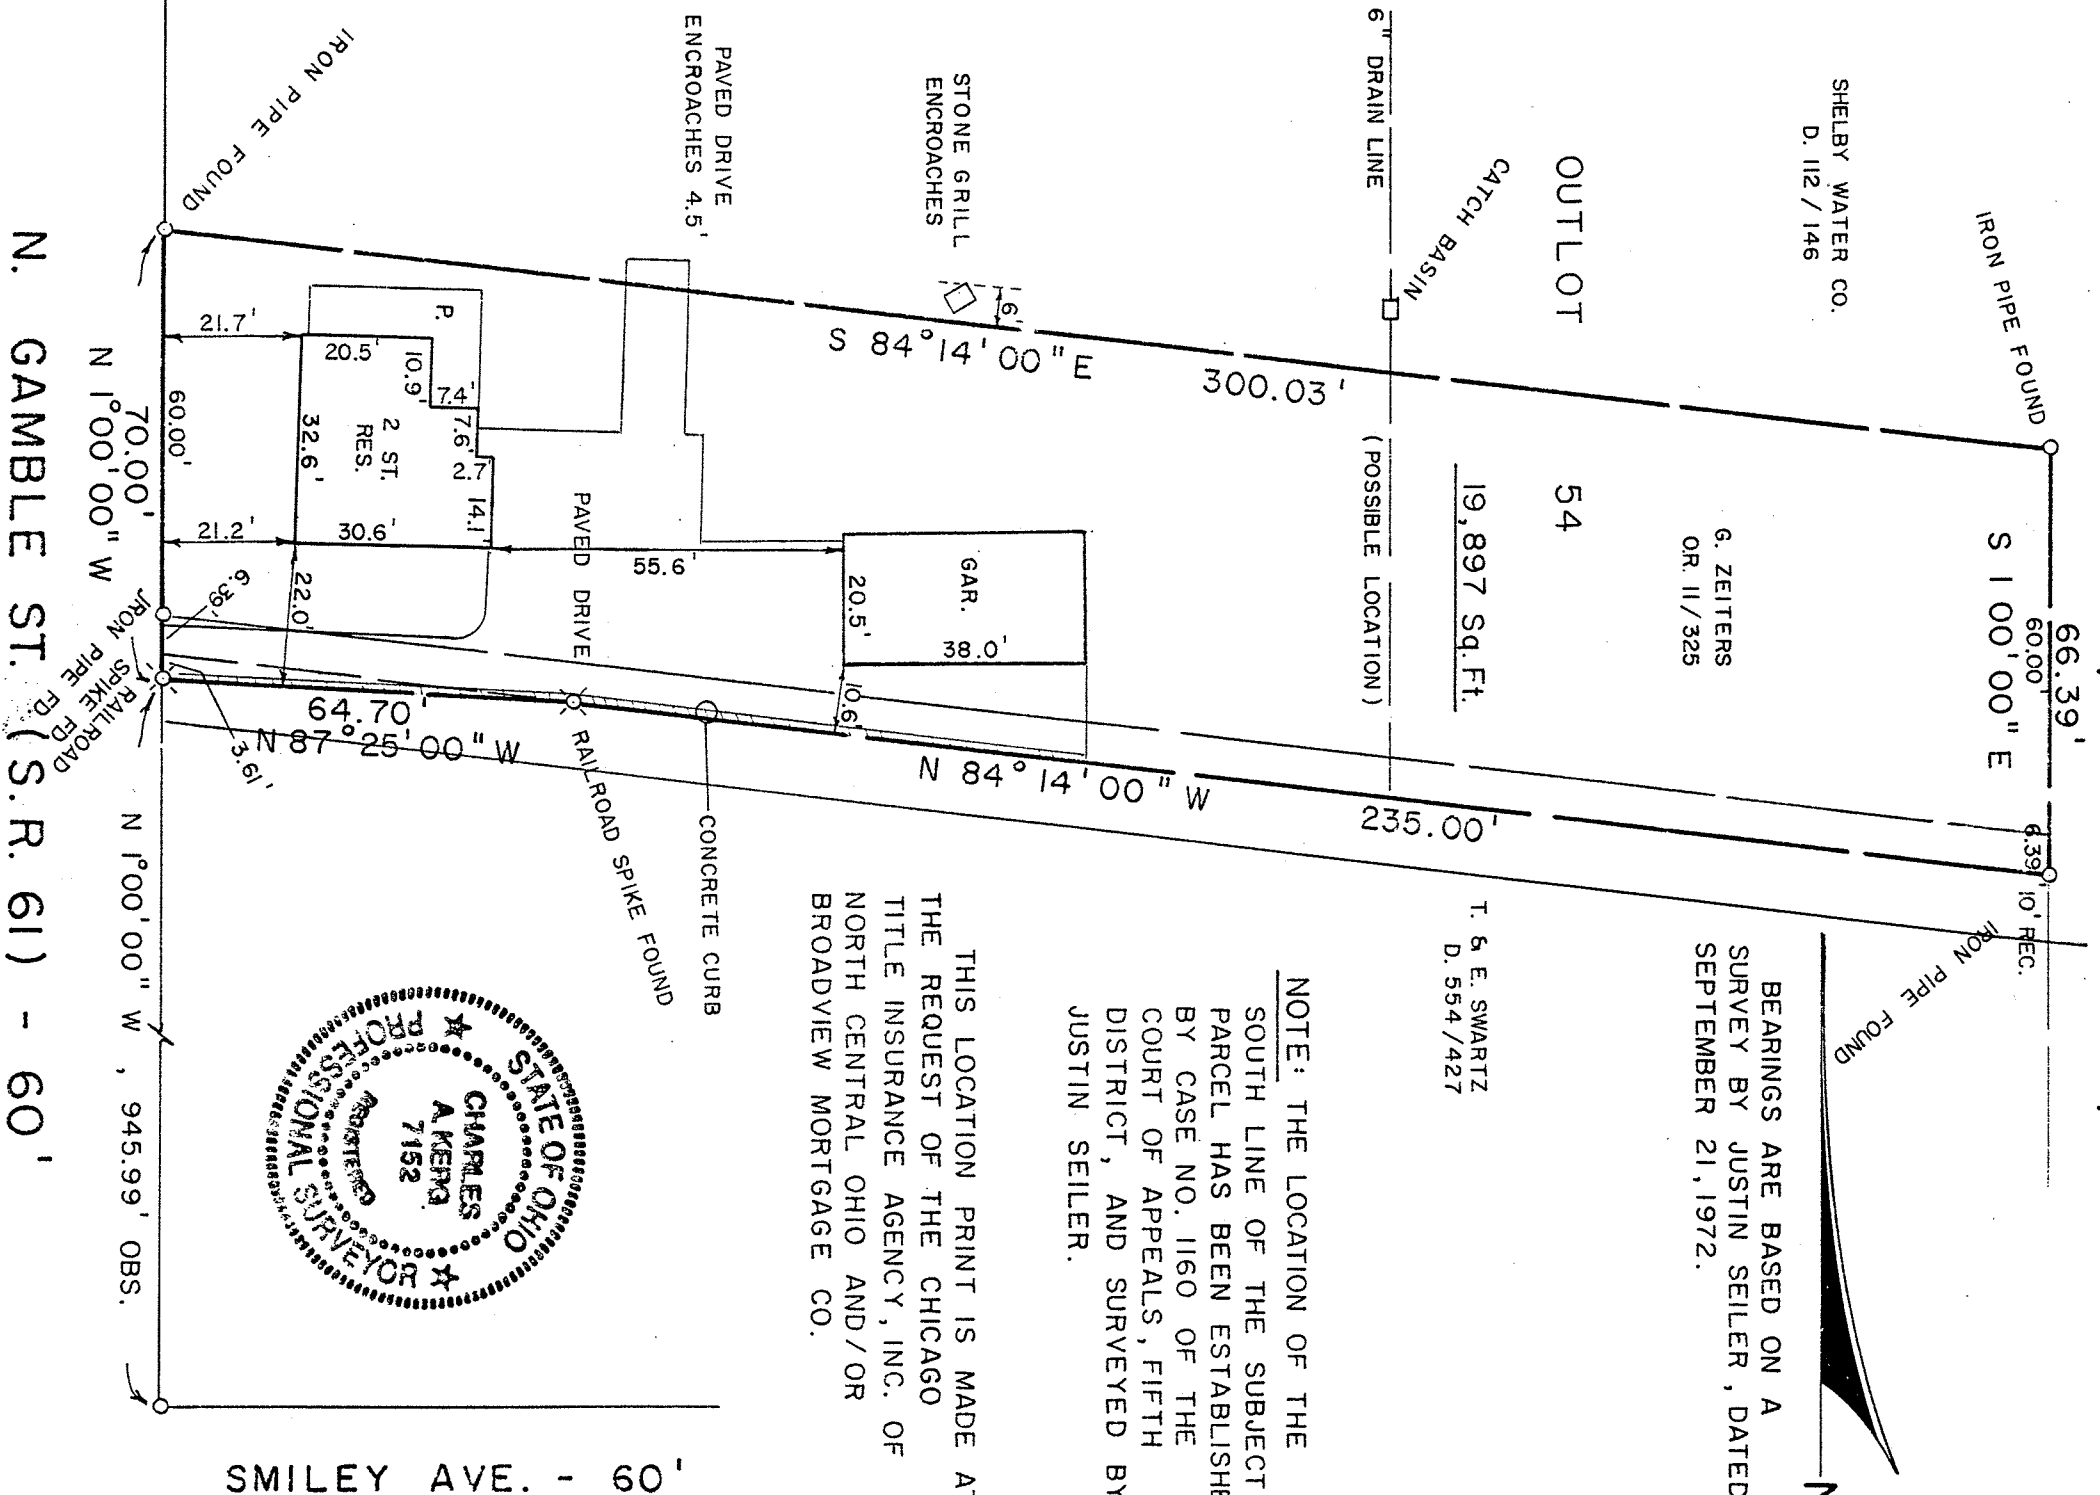 SHELBY WATER CO.
D. 112 / 146
IRON PIPE FOUND
OUTLOT
54
CATCH BASIN
6" DRAIN LINE
(POSSIBLE LOCATION)
STONE GRILL
ENCROACHES
PAVED DRIVE
ENCROACHES 4.5'
IRON PIPE FOUND
6'
S 84°14'00" E
300.03'
66.39'
60.00'
S 1°00'00" E
6.39'
10' REC.
IRON PIPE FOUND
G. ZEITERS
O.R. 11/325
19,897 Sq. Ft.
GAR.
38.0'
20.5'
10.6'
55.6'
PAVED DRIVE
P.
20.5'
10.9'
7.4'
7.6'
2.7'
14.1'
2 ST.
RES.
32.6'
30.6'
21.7'
21.2'
22.0'
60.00'
70.00'
N 1°00'00" W
6.39'
IRON PIPE FD.
RAILROAD
SPIKE FD
3.61'
64.70'
N 87°25'00" W
RAILROAD SPIKE FOUND
CONCRETE CURB
N 84°14'00" W
235.00'
T. & E. SWARTZ
D. 554/427
N. GAMBLE ST. (S.R. 61) - 60'
N 1°00'00" W , 945.99' OBS.
SMILEY AVE. - 60'
BEARINGS ARE BASED ON A
SURVEY BY JUSTIN SEILER, DATED
SEPTEMBER 21, 1972.
N
NOTE: THE LOCATION OF THE
SOUTH LINE OF THE SUBJECT
PARCEL HAS BEEN ESTABLISHE
BY CASE NO. 1160 OF THE
COURT OF APPEALS, FIFTH
DISTRICT, AND SURVEYED BY
JUSTIN SEILER.
THIS LOCATION PRINT IS MADE AT
THE REQUEST OF THE CHICAGO
TITLE INSURANCE AGENCY, INC. OF
NORTH CENTRAL OHIO AND/OR
BROADVIEW MORTGAGE CO.
STATE OF OHIO
CHARLES
A. KERG
7152
REGISTERED
PROFESSIONAL SURVEYOR